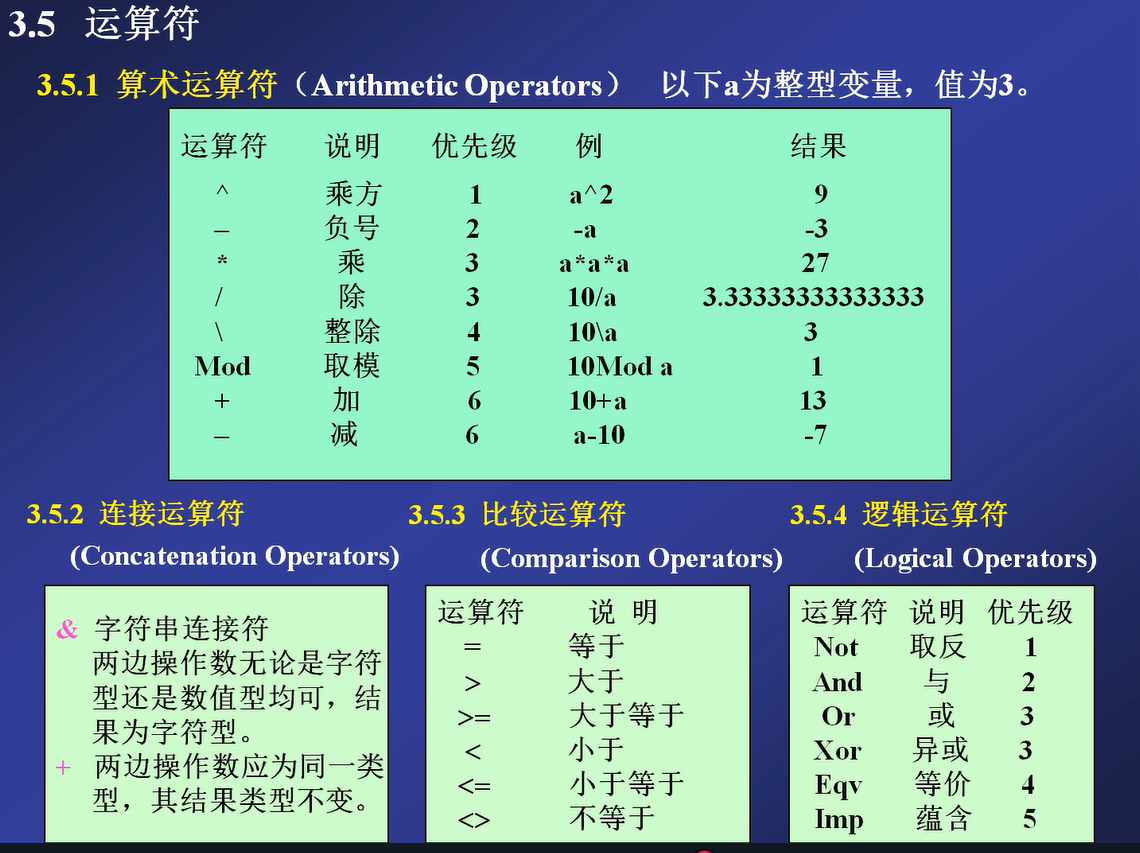 3.5 运算符
3.5.1 算术运算符（Arithmetic Operators） 以下a为整型变量，值为3。
运算符 说明 优先级 例 结果
^ 乘方 1 a^2 9
– 负号 2 -a -3
* 乘 3 a*a*a 27
/ 除 3 10/a 3.33333333333333
\ 整除 4 10\a 3
Mod 取模 5 10Mod a 1
+ 加 6 10+a 13
– 减 6 a-10 -7
3.5.2 连接运算符
(Concatenation Operators)
& 字符串连接符
两边操作数无论是字符
型还是数值型均可，结
果为字符型。
+ 两边操作数应为同一类
型，其结果类型不变。
3.5.3 比较运算符
(Comparison Operators)
运算符 说 明
= 等于
> 大于
>= 大于等于
< 小于
<= 小于等于
<> 不等于
3.5.4 逻辑运算符
(Logical Operators)
运算符 说明 优先级
Not 取反 1
And 与 2
Or 或 3
Xor 异或 3
Eqv 等价 4
Imp 蕴含 5